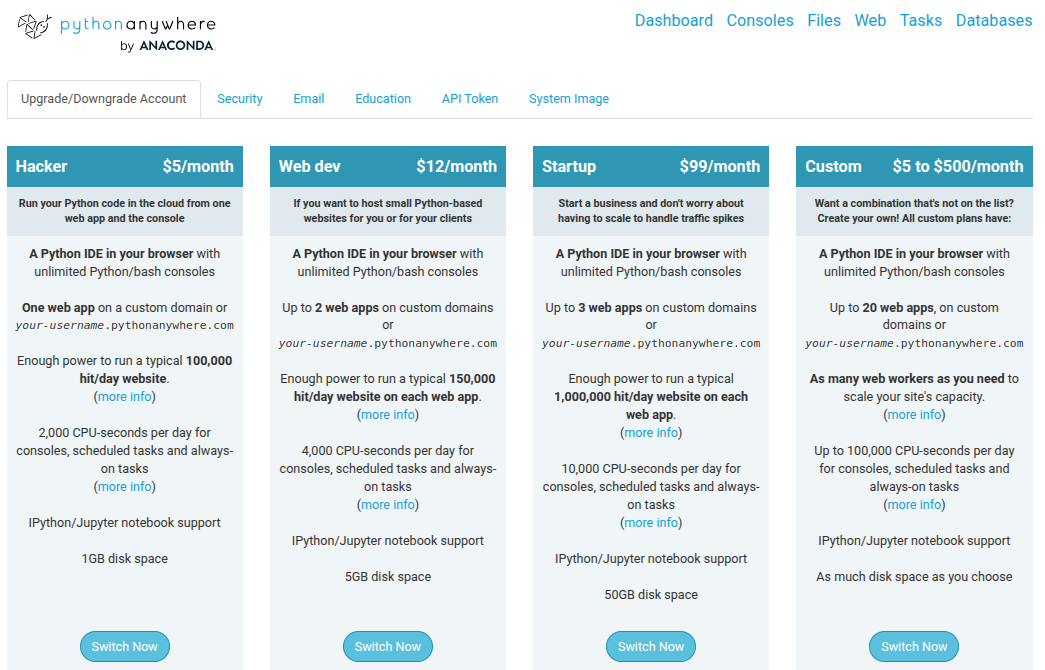 pythonanywhere
by ANACONDA.
Dashboard Consoles Files Web Tasks Databases
Upgrade/Downgrade Account Security Email Education API Token System Image
Hacker $5/month
Run your Python code in the cloud from one
web app and the console
A Python IDE in your browser with
unlimited Python/bash consoles
One web app on a custom domain or
your-username.pythonanywhere.com
Enough power to run a typical 100,000
hit/day website.
(more info)
2,000 CPU-seconds per day for
consoles, scheduled tasks and always-
on tasks
(more info)
IPython/Jupyter notebook support
1GB disk space
Switch Now
Web dev $12/month
If you want to host small Python-based
websites for you or for your clients
A Python IDE in your browser with
unlimited Python/bash consoles
Up to 2 web apps on custom domains
or
your-username.pythonanywhere.com
Enough power to run a typical 150,000
hit/day website on each web app.
(more info)
4,000 CPU-seconds per day for
consoles, scheduled tasks and always-
on tasks
(more info)
IPython/Jupyter notebook support
5GB disk space
Switch Now
Startup $99/month
Start a business and don't worry about
having to scale to handle traffic spikes
A Python IDE in your browser with
unlimited Python/bash consoles
Up to 3 web apps on custom domains
or
your-username.pythonanywhere.com
Enough power to run a typical
1,000,000 hit/day website on each
web app.
(more info)
10,000 CPU-seconds per day for
consoles, scheduled tasks and always-
on tasks
(more info)
IPython/Jupyter notebook support
50GB disk space
Switch Now
Custom $5 to $500/month
Want a combination that's not on the list?
Create your own! All custom plans have:
A Python IDE in your browser with
unlimited Python/bash consoles
Up to 20 web apps, on custom
domains or
your-username.pythonanywhere.com
As many web workers as you need to
scale your site's capacity.
(more info)
Up to 100,000 CPU-seconds per day
for consoles, scheduled tasks and
always-on tasks
(more info)
IPython/Jupyter notebook support
As much disk space as you choose
Switch Now